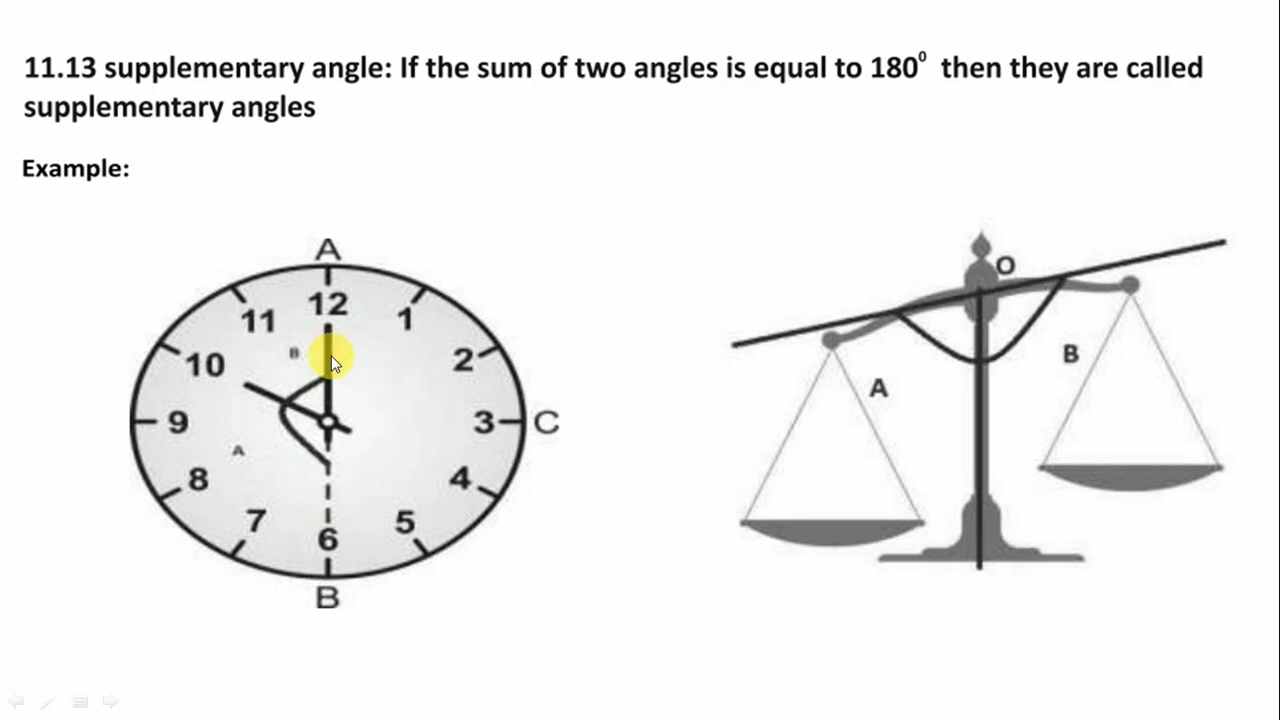 11.13 supplementary angle: If the sum of two angles is equal to 180⁰ then they are called
supplementary angles
Example:
A
12
11
1
B
10
2
9
3
C
A
8
4
7
5
6
B
O
B
A